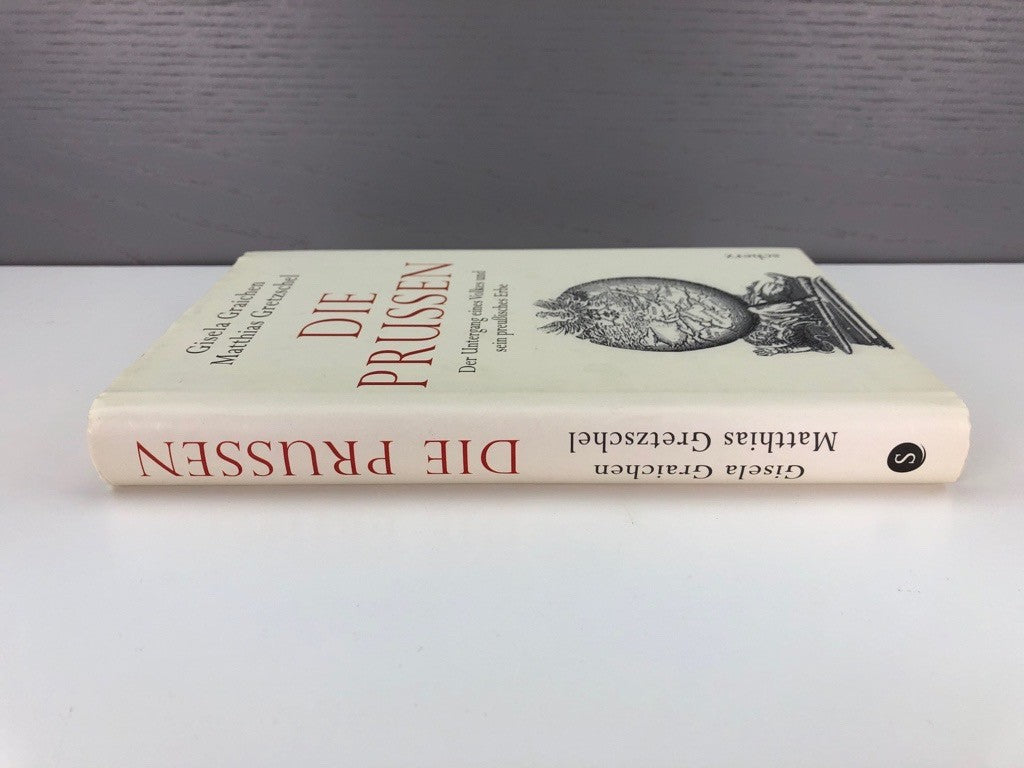 Gisela Graichen
Matthias Gretzschel
DIE
PRUSSEN
Der Untergang eines Volkes und
sein preußisches Erbe
scherz
DIE PRUSSEN
Gisela Graichen
Matthias Gretzschel
S